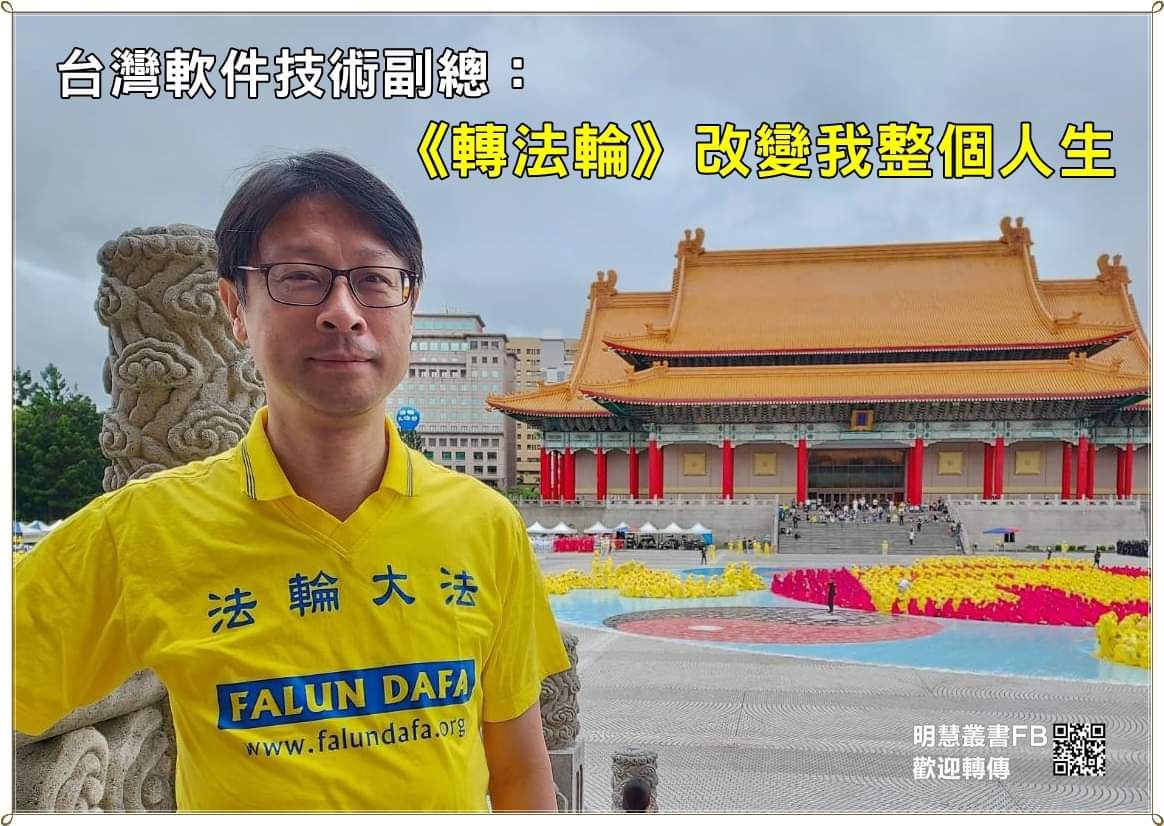 台灣軟件技術副總：
《轉法輪》改變我整個人生
法輪大法
FALUN DAFA
www.falundafa.org
明慧叢書FB
歡迎轉傳